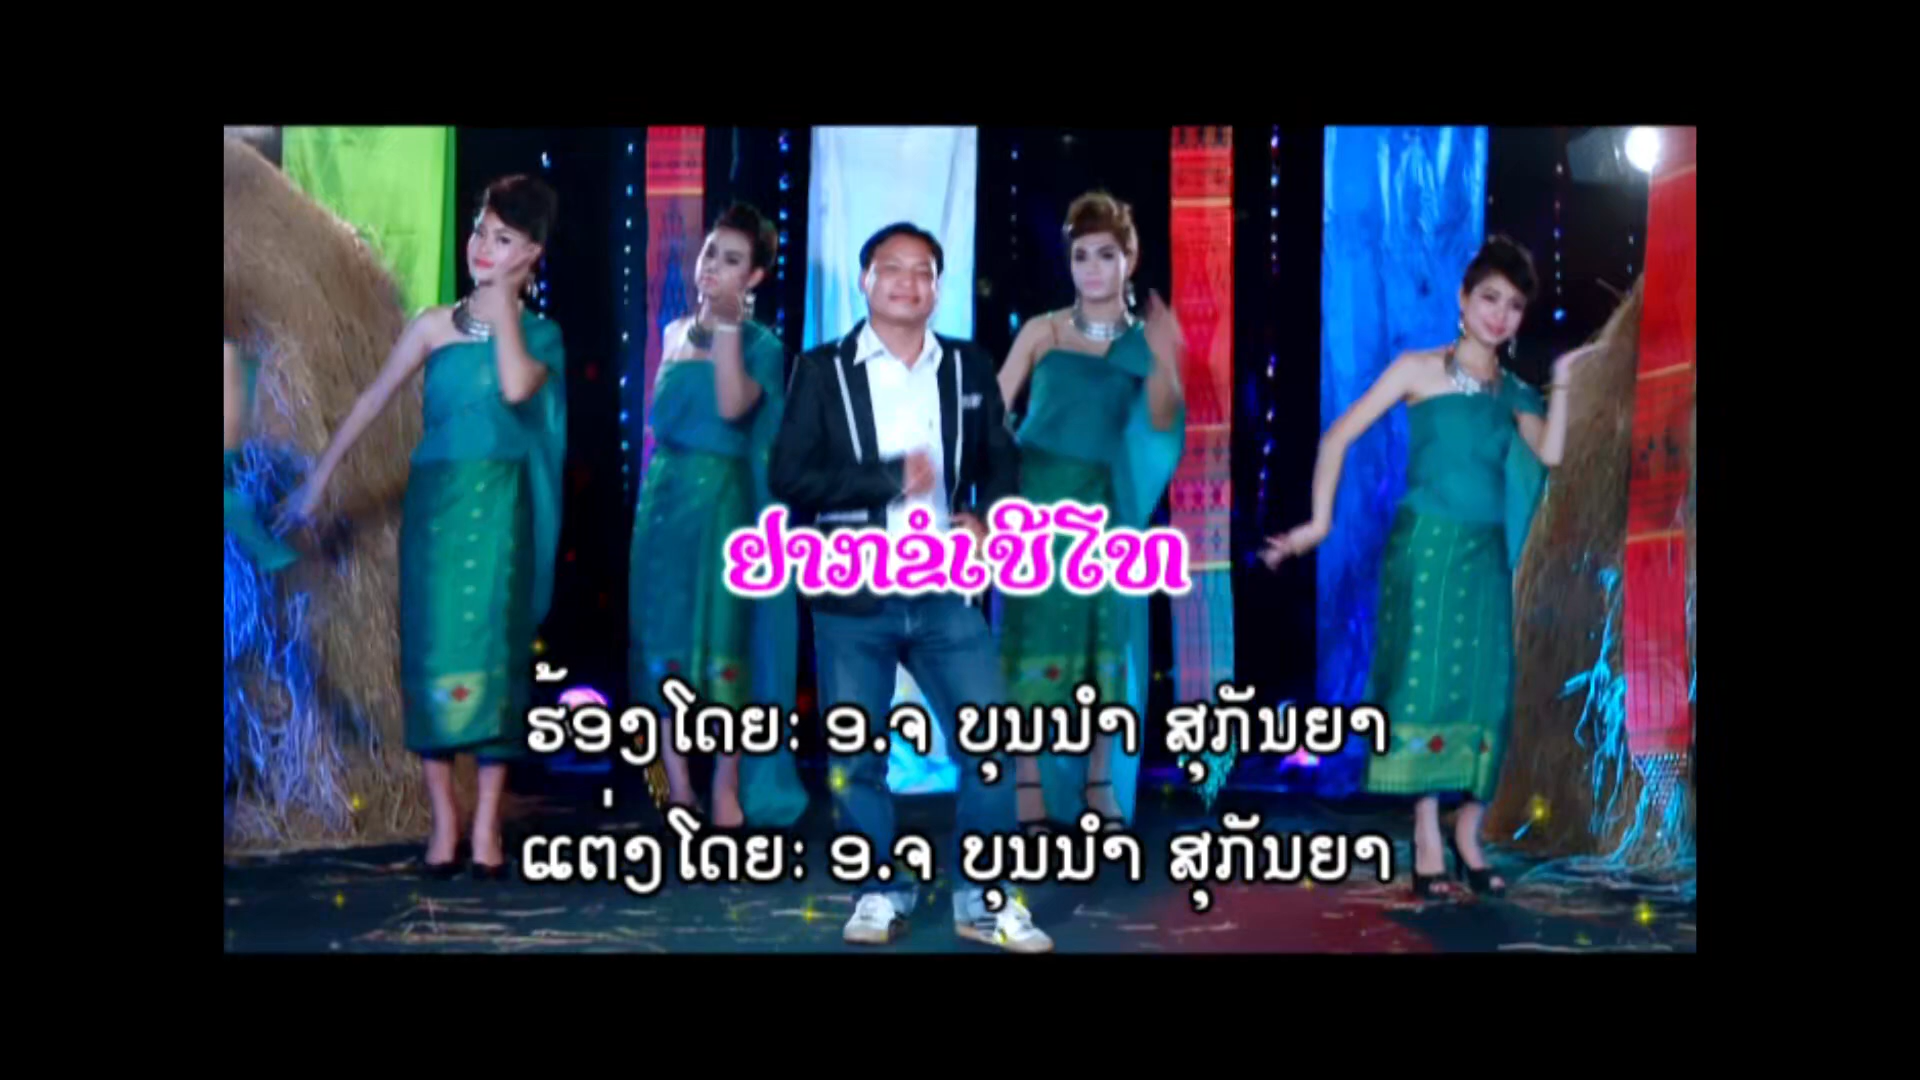 ຢາກຂໍເບີໂທ
ຮ້ອງໂດຍ: ອ.ຈ ບຸນນຳ ສຸກັນຍາ
ແຕ່ງໂດຍ: ອ.ຈ ບຸນນຳ ສຸກັນຍາ